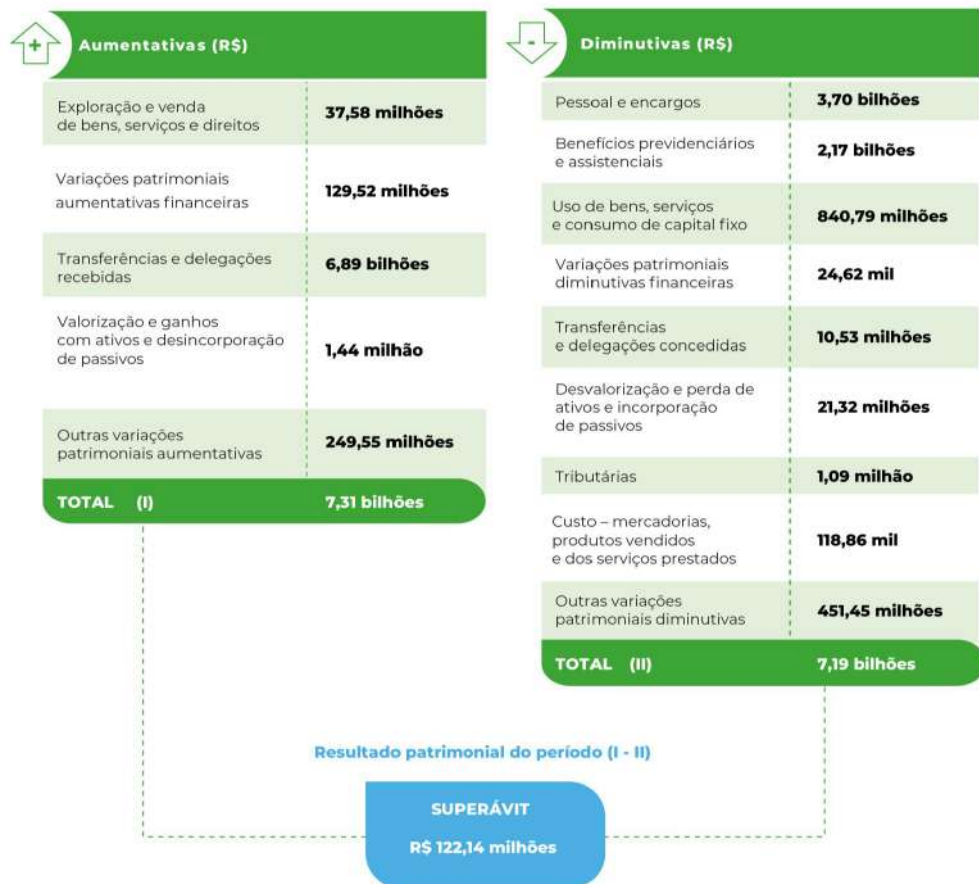 + Aumentativas (R$)
Exploração e venda
de bens, serviços e direitos
37,58 milhões
Variações patrimoniais
aumentativas financeiras
129,52 milhões
Transferências e delegações
recebidas
6,89 bilhões
Valorização e ganhos
com ativos e desincorporação
de passivos
1,44 milhão
Outras variações
patrimoniais aumentativas
249,55 milhões
TOTAL (I) 7,31 bilhões
- Diminutivas (R$)
Pessoal e encargos 3,70 bilhões
Benefícios previdenciários
e assistenciais
2,17 bilhões
Uso de bens, serviços
e consumo de capital fixo
840,79 milhões
Variações patrimoniais
diminutivas financeiras
24,62 mil
Transferências
e delegações concedidas
10,53 milhões
Desvalorização e perda de
ativos e incorporação
de passivos
21,32 milhões
Tributárias 1,09 milhão
Custo – mercadorias,
produtos vendidos
e dos serviços prestados
118,86 mil
Outras variações
patrimoniais diminutivas
451,45 milhões
TOTAL (II) 7,19 bilhões
Resultado patrimonial do período (I - II)
SUPERÁVIT
R$ 122,14 milhões